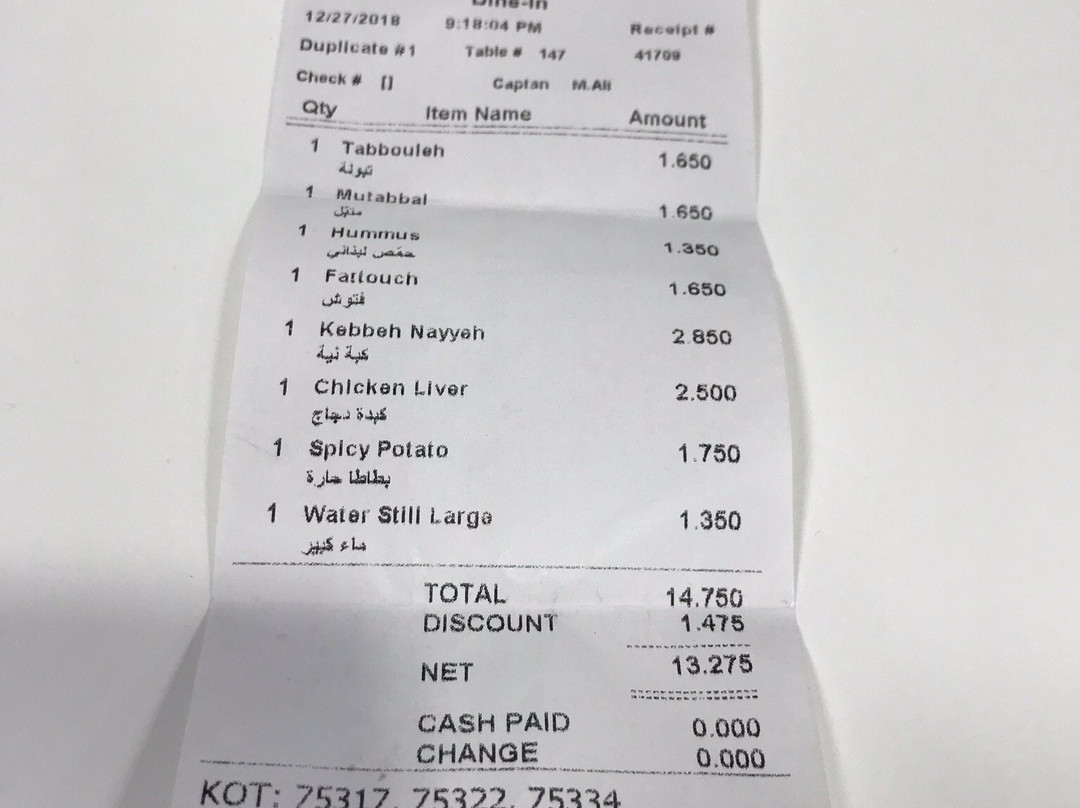 Dine-In
12/27/2018 9:18:04 PM Receipt #
Duplicate #1 Table # 147 41709
Check # [] Captan M.Ali
Qty Item Name Amount
1 Tabbouleh 1.650
تبولة
1 Mutabbal 1.650
متبّل
1 Hummus 1.350
حمّص لبناني
1 Fattouch 1.650
فتوش
1 Kebbeh Nayyeh 2.850
كبة نية
1 Chicken Liver 2.500
كبدة دجاج
1 Spicy Potato 1.750
بطاطا حارة
1 Water Still Large 1.350
ماء كبير
TOTAL 14.750
DISCOUNT 1.475
NET 13.275
CASH PAID 0.000
CHANGE 0.000
KOT: 75317, 75322, 75334